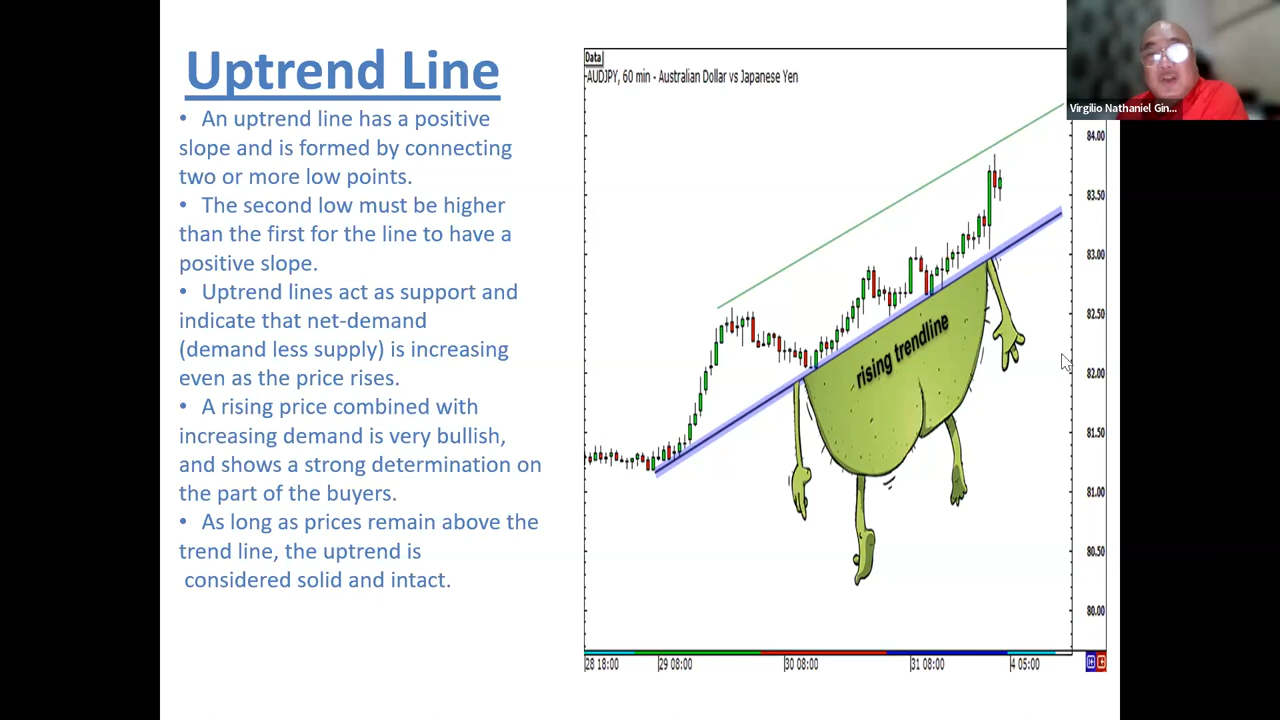 Uptrend Line
• An uptrend line has a positive
slope and is formed by connecting
two or more low points.
• The second low must be higher
than the first for the line to have a
positive slope.
• Uptrend lines act as support and
indicate that net-demand
(demand less supply) is increasing
even as the price rises.
• A rising price combined with
increasing demand is very bullish,
and shows a strong determination on
the part of the buyers.
• As long as prices remain above the
trend line, the uptrend is
considered solid and intact.
Data
AUDJPY, 60 min - Australian Dollar vs Japanese Yen
Virgilio Nathaniel Gin...
84.00
83.50
83.00
82.50
82.00
81.50
81.00
80.50
80.00
rising trendline
28 18:00 29 08:00 30 08:00 31 08:00 4 05:00